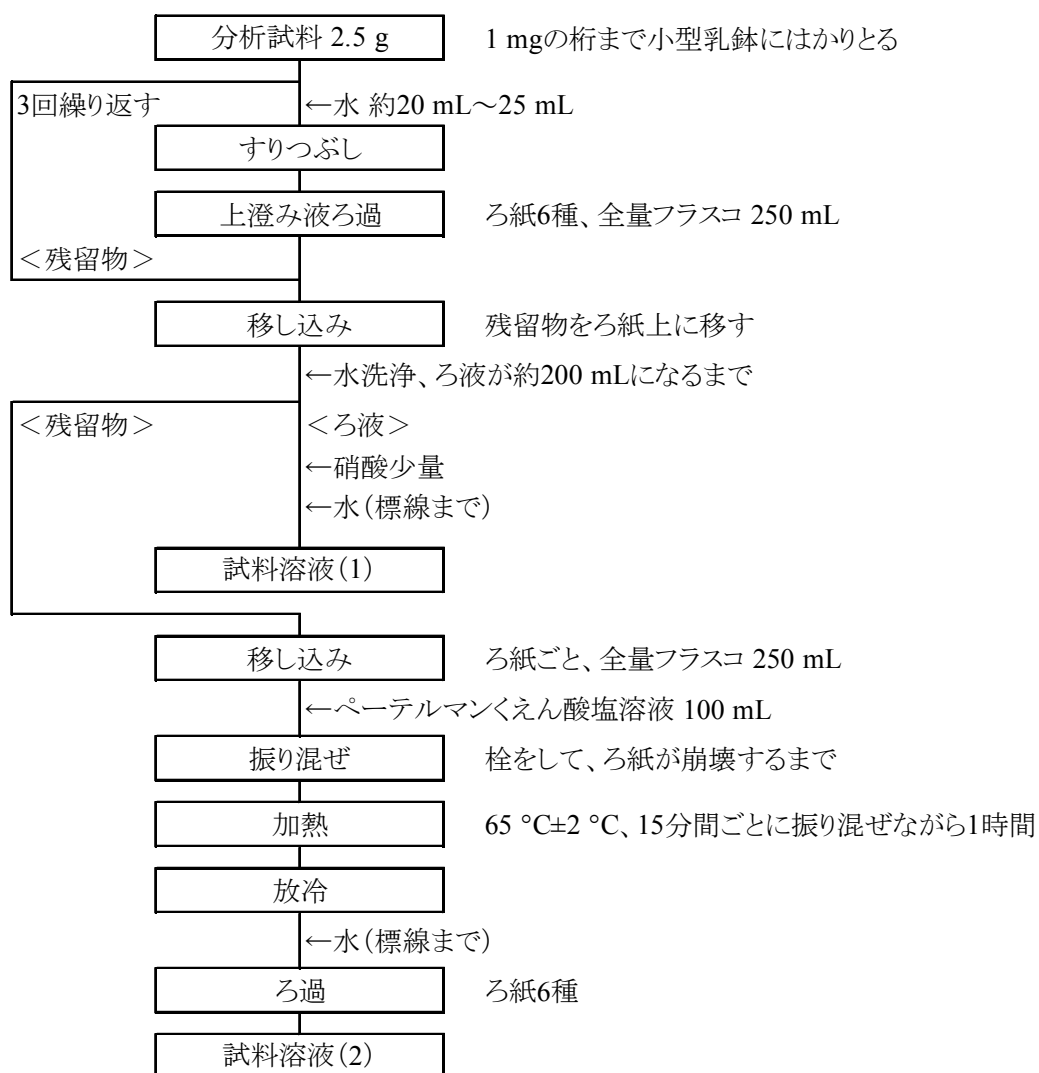 分析試料 2.5 g 1 mgの桁まで小型乳鉢にはかりとる
3回繰り返す ←水 約20 mL~25 mL
すりつぶし
上澄み液ろ過 ろ紙6種、全量フラスコ 250 mL
<残留物>
移し込み 残留物をろ紙上に移す
←水洗浄、ろ液が約200 mLになるまで
<残留物> <ろ液>
←硝酸少量
←水(標線まで)
試料溶液(1)
移し込み ろ紙ごと、全量フラスコ 250 mL
←ペーテルマンくえん酸塩溶液 100 mL
振り混ぜ 栓をして、ろ紙が崩壊するまで
加熱 65 °C±2 °C、15分間ごとに振り混ぜながら1時間
放冷
←水(標線まで)
ろ過 ろ紙6種
試料溶液(2)